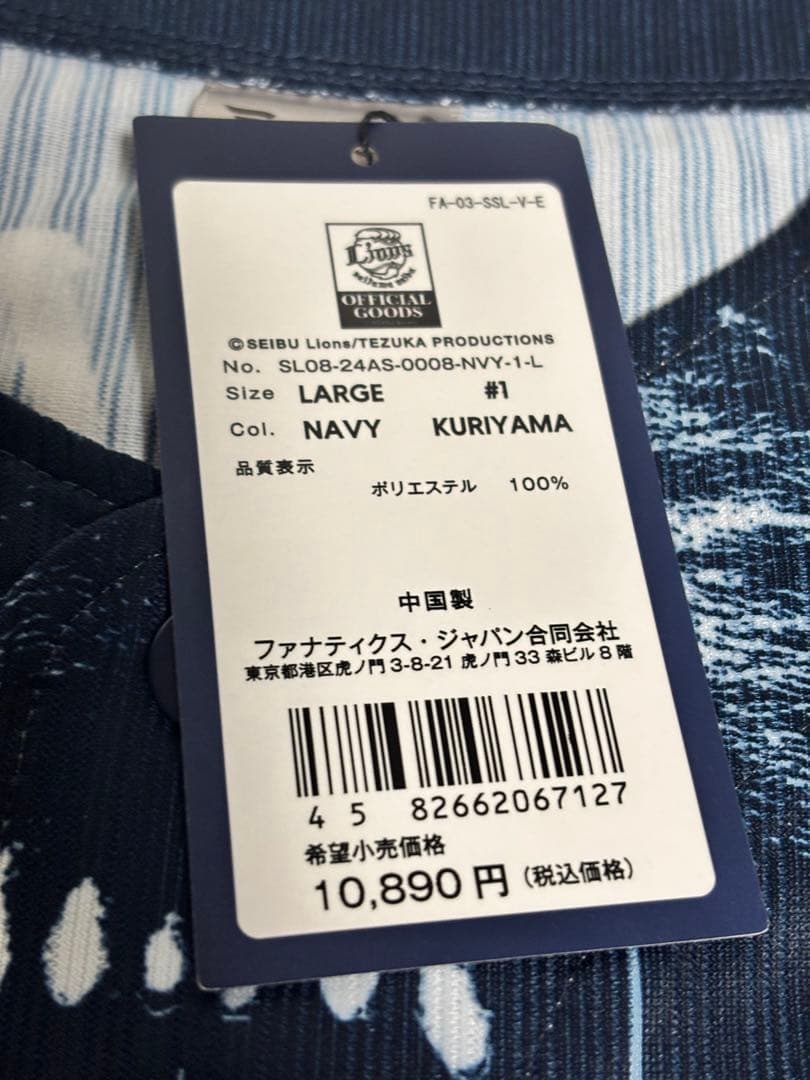 FA-03-SSL-V-E
Lions
OFFICIAL
GOODS
©SEIBU Lions/TEZUKA PRODUCTIONS
No. SL08-24AS-0008-NVY-1-L
Size LARGE #1
Col. NAVY KURIYAMA
品質表示
ポリエステル 100%
中国製
ファナティクス・ジャパン合同会社
東京都港区虎ノ門3-8-21 虎ノ門33 森ビル8階
4 582662067127
希望小売価格
10,890円（税込価格）